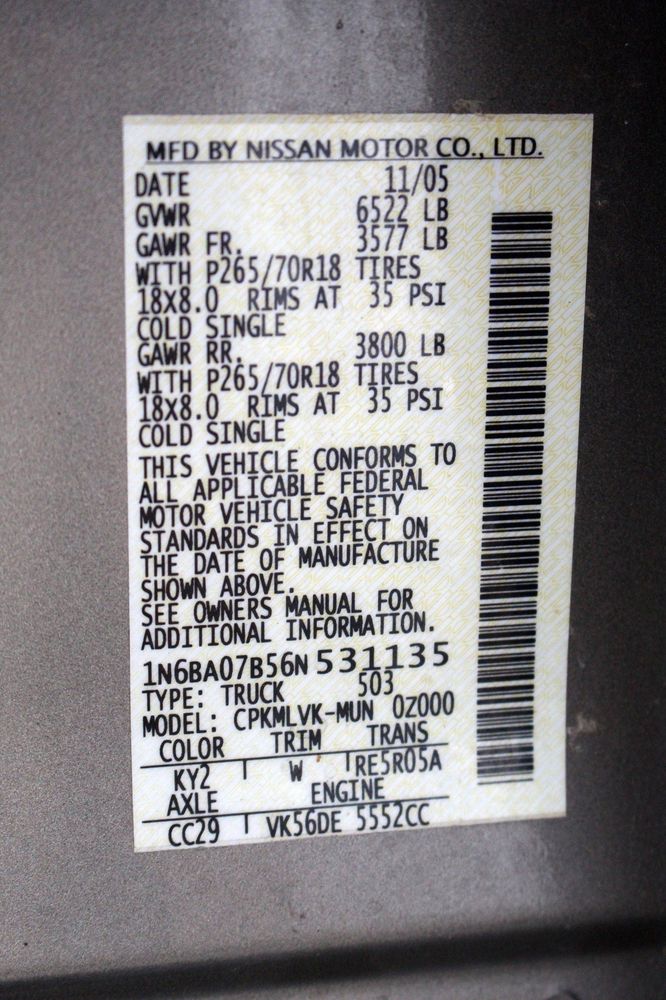 MFD BY NISSAN MOTOR CO., LTD.
DATE 11/05
GVWR 6522 LB
GAWR FR. 3577 LB
WITH P265/70R18 TIRES
18X8.0 RIMS AT 35 PSI
COLD SINGLE
GAWR RR. 3800 LB
WITH P265/70R18 TIRES
18X8.0 RIMS AT 35 PSI
COLD SINGLE
THIS VEHICLE CONFORMS TO
ALL APPLICABLE FEDERAL
MOTOR VEHICLE SAFETY
STANDARDS IN EFFECT ON
THE DATE OF MANUFACTURE
SHOWN ABOVE.
SEE OWNERS MANUAL FOR
ADDITIONAL INFORMATION.
1N6BA07B56N531135
TYPE: TRUCK 503
MODEL: CPKMLVK-MUN 0Z000
COLOR TRIM TRANS
KY2 W RE5R05A
AXLE ENGINE
CC29 VK56DE 5552CC